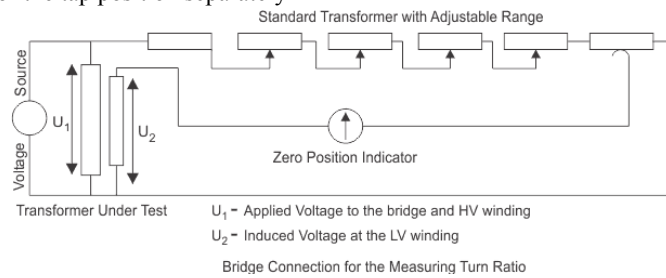 Standard Transformer with Adjustable Range
Source
Voltage
U1
U2
Zero Position Indicator
Transformer Under Test
U1 - Applied Voltage to the bridge and HV winding
U2 - Induced Voltage at the LV winding
Bridge Connection for the Measuring Turn Ratio